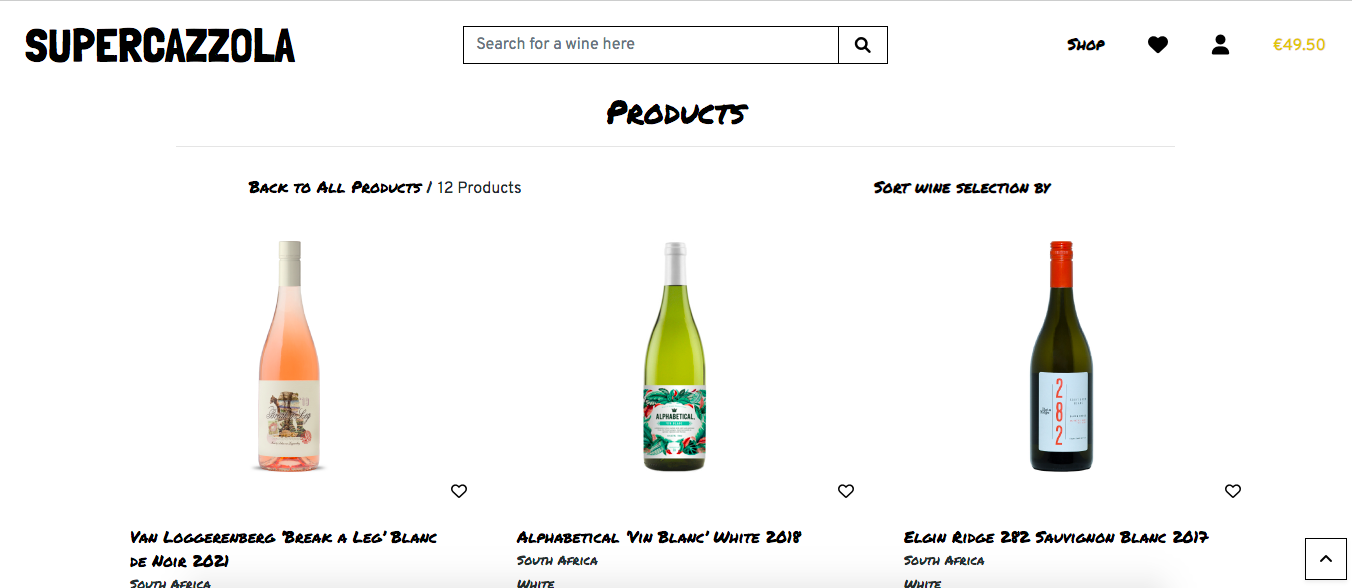 SUPERCAZZOLA
Search for a wine here
Shop
€49.50
Products
Back to All Products / 12 Products
Sort wine selection by
ALPHABETICAL.
VIN BLANC
282
Van Loggerenberg 'Break a Leg' Blanc
de Noir 2021
South Africa
Alphabetical 'Vin Blanc' White 2018
South Africa
White
Elgin Ridge 282 Sauvignon Blanc 2017
South Africa
White